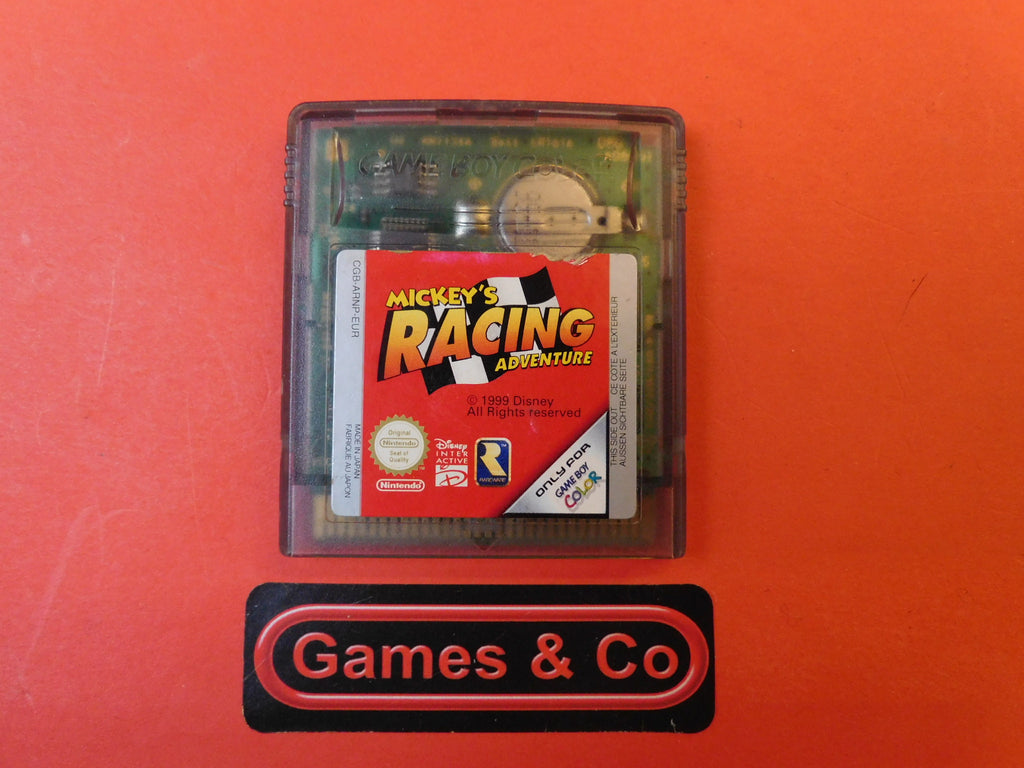 GAME BOY COLOR
CGB-ARNP-EUR
MICKEY'S
RACING
ADVENTURE
© 1999 Disney
All Rights reserved
MADE IN JAPAN
FABRIQUE AU JAPON
Original
Nintendo
Seal of
Quality
TM
Nintendo
DISNEY
INTER
ACTIVE
D
R
RAREWARE
ONLY FOR
GAME BOY
COLOR
THIS SIDE OUT CE COTE A L'EXTERIEUR
AUSSEN SICHTBARE SEITE
Games & Co